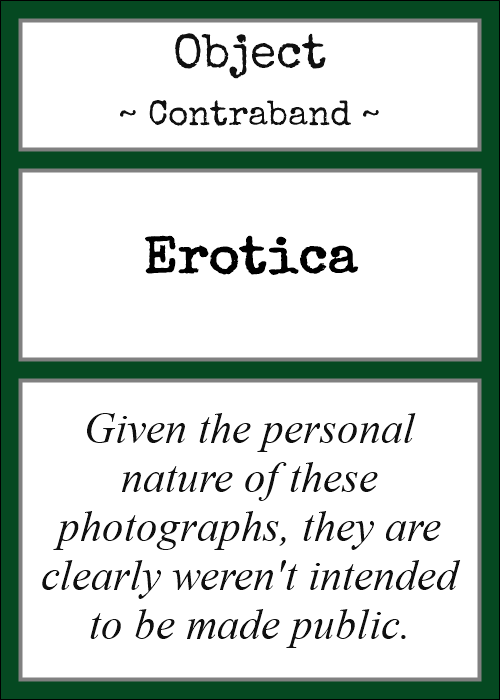 Object
~ Contraband ~
Erotica
Given the personal
nature of these
photographs, they are
clearly weren't intended
to be made public.